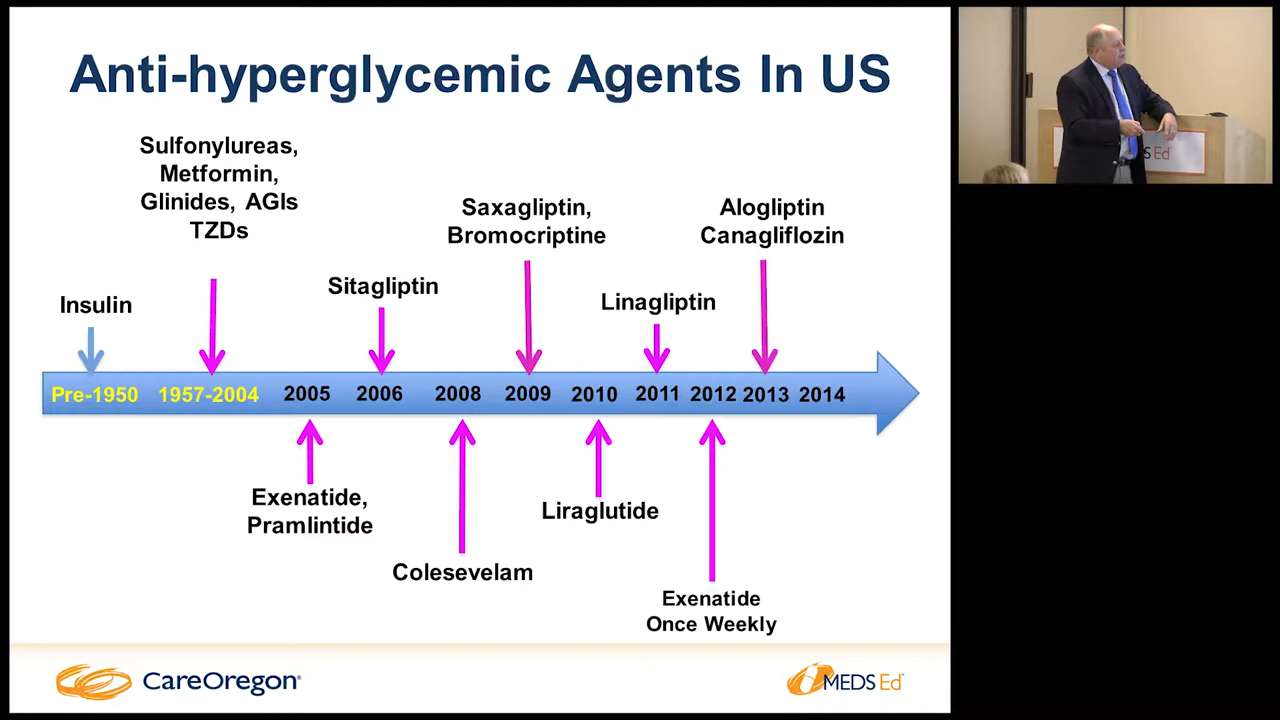 Anti-hyperglycemic Agents In US
Sulfonylureas,
Metformin,
Glinides, AGIs
TZDs
Insulin
Sitagliptin
Saxagliptin,
Bromocriptine
Linagliptin
Alogliptin
Canagliflozin
Pre-1950 1957-2004 2005 2006 2008 2009 2010 2011 2012 2013 2014
Exenatide,
Pramlintide
Colesevelam
Liraglutide
Exenatide
Once Weekly
CareOregon®
MEDS Ed